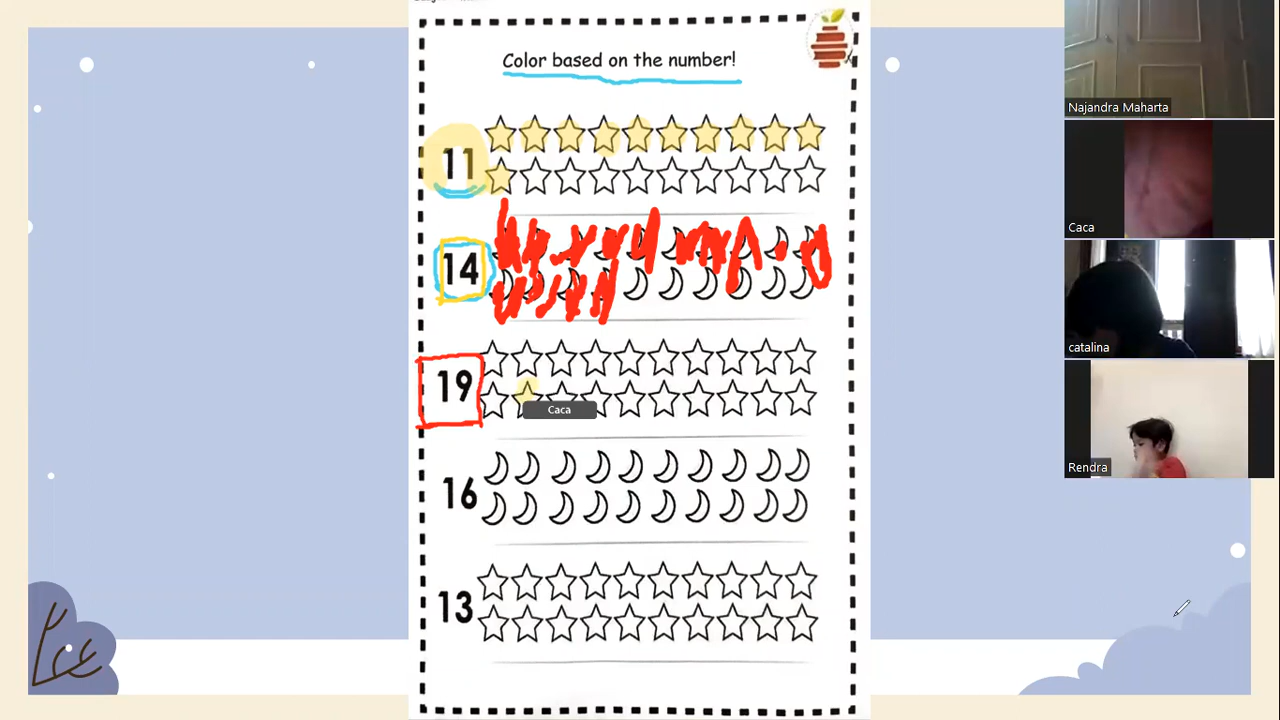 Color based on the number!
11
14
19
Caca
16
13
Najandra Maharta
Caca
catalina
Rendra